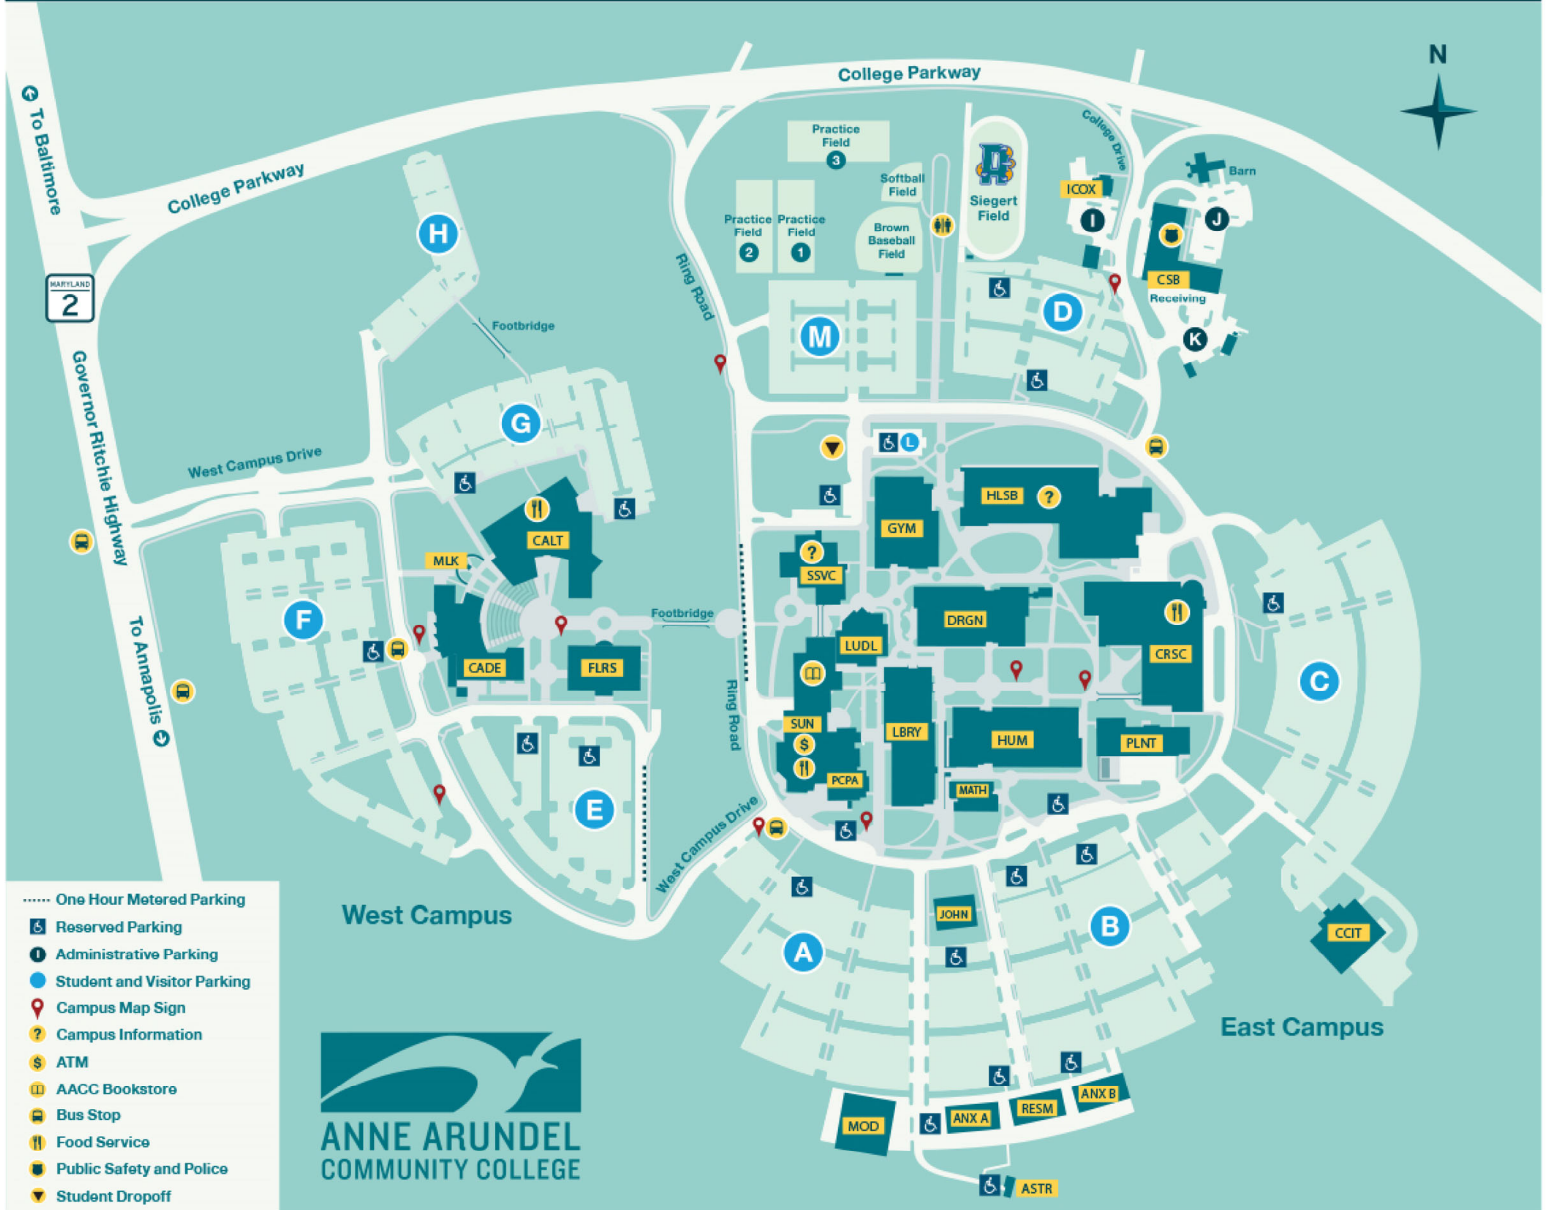 N
College Parkway
To Baltimore
College Parkway
College Drive
Practice
Field
3
Softball
Field
Siegert
Field
ICOX
I
Barn
J
Practice
Field
2
Practice
Field
1
Brown
Baseball
Field
H
Ring Road
CSB
Receiving
MARYLAND
2
Footbridge
M
D
K
Governor Ritchie Highway
G
L
West Campus Drive
HLSB
?
GYM
CALT
MLK
?
SSVC
F
Footbridge
DRGN
LUDL
CADE
FLRS
CRSC
C
To Annapolis
Ring Road
SUN
$
LBRY
HUM
PLNT
PCPA
MATH
E
West Campus Drive
West Campus
JOHN
A
B
CCIT
East Campus
MOD
ANX A
RESM
ANX B
ASTR
One Hour Metered Parking
Reserved Parking
I
Administrative Parking
Student and Visitor Parking
Campus Map Sign
?
Campus Information
$
ATM
AACC Bookstore
Bus Stop
Food Service
Public Safety and Police
Student Dropoff
ANNE ARUNDEL
COMMUNITY COLLEGE